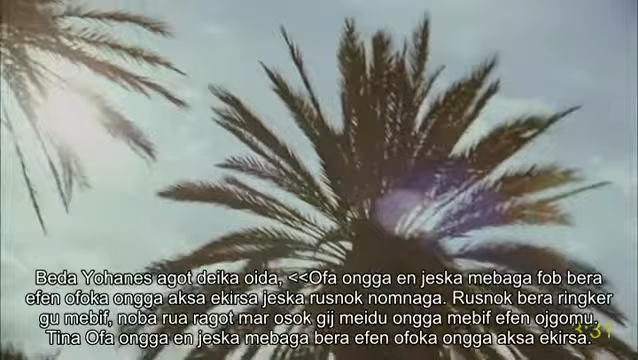 Beda Yohanes agot deika oida, <<Ofa ongga en jeska mebaga fob bera
efen ofoka ongga aksa ekirsa jeska rusnok nomnaga. Rusnok bera ringker
gu mebif, noba rua ragot mar osok gij meidu ongga mebif efen ojgomu,
Tina Ofa ongga en jeska mebaga bera efen ofoka ongga aksa ekirsa.
3:31